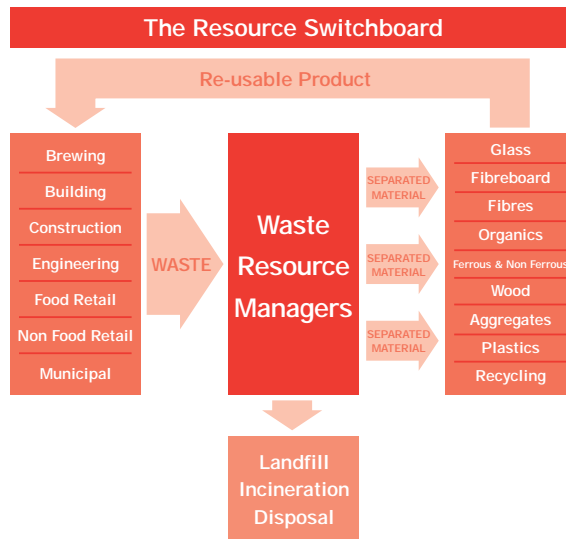 The Resource Switchboard
Re-usable Product
Brewing
Building
Construction
Engineering
Food Retail
Non Food Retail
Municipal
WASTE
Waste
Resource
Managers
SEPARATED
MATERIAL
SEPARATED
MATERIAL
SEPARATED
MATERIAL
Glass
Fibreboard
Fibres
Organics
Ferrous & Non Ferrous
Wood
Aggregates
Plastics
Recycling
Landfill
Incineration
Disposal